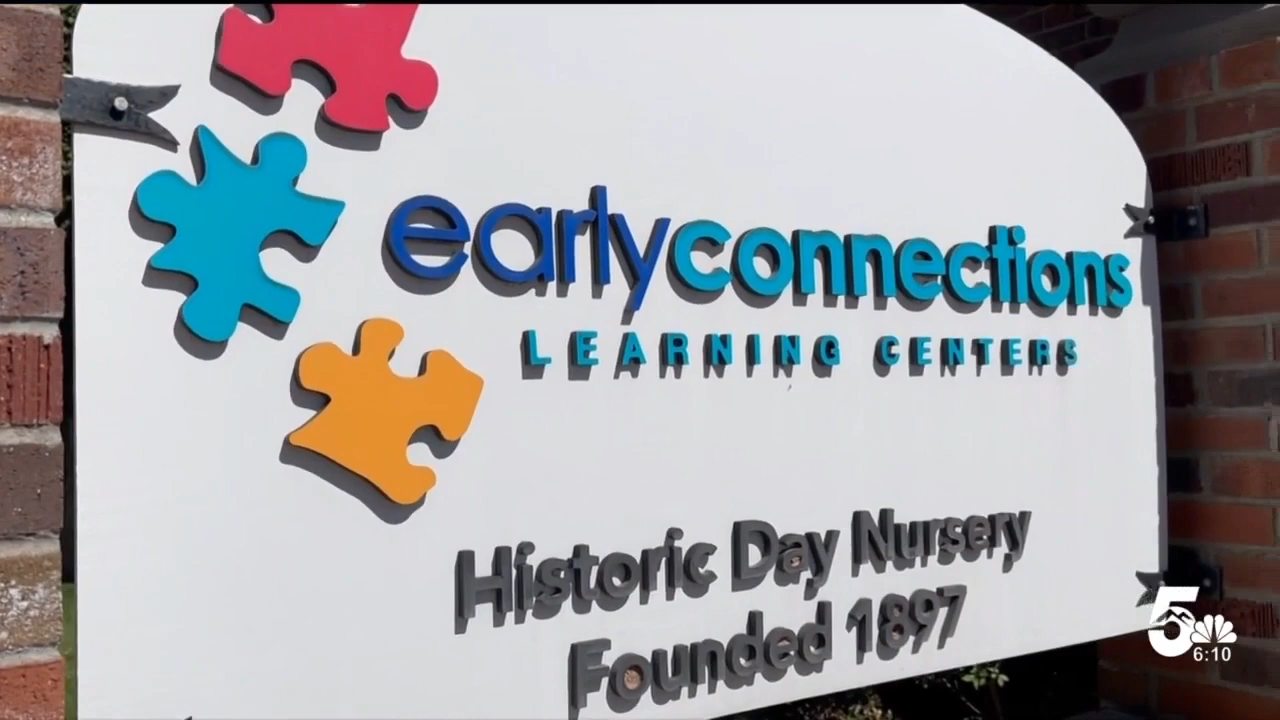 earlyconnections
LEARNING CENTERS
Historic Day Nursery
Founded 1897
5
6:10